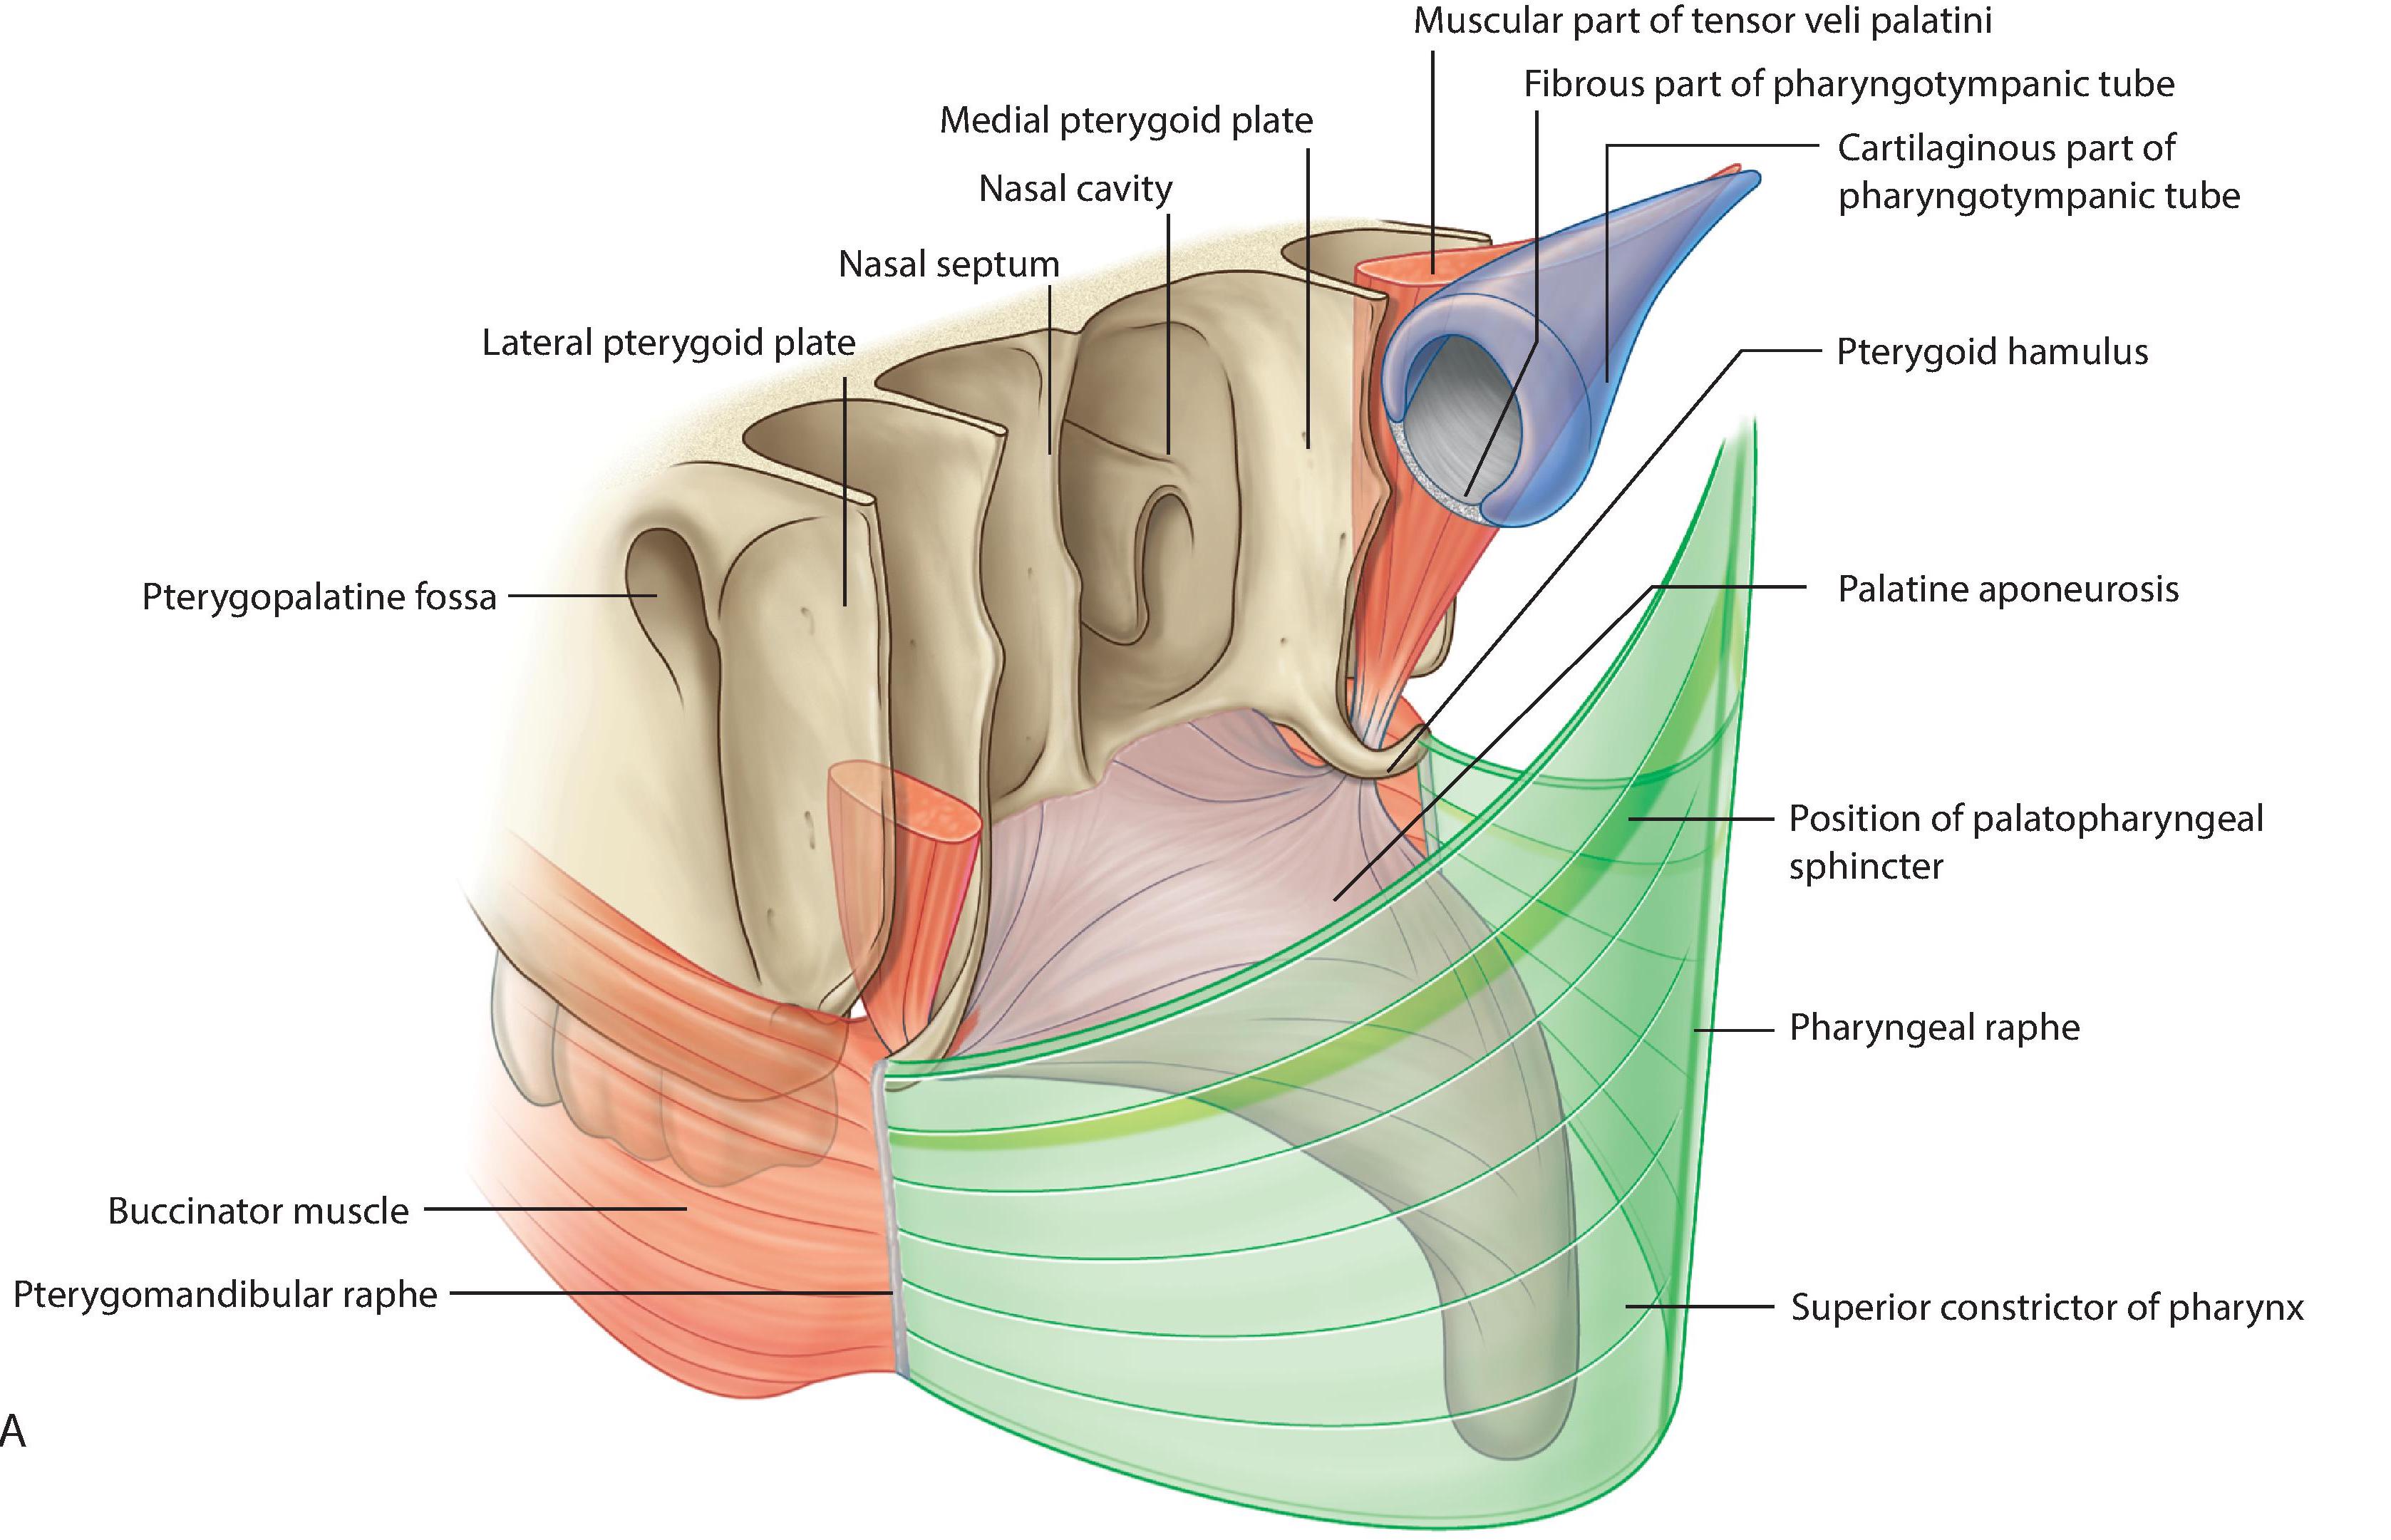 Muscular part of tensor veli palatini
Fibrous part of pharyngotympanic tube
Medial pterygoid plate
Cartilaginous part of
pharyngotympanic tube
Nasal cavity
Nasal septum
Lateral pterygoid plate
Pterygoid hamulus
Pterygopalatine fossa
Palatine aponeurosis
Position of palatopharyngeal
sphincter
Pharyngeal raphe
Buccinator muscle
Pterygomandibular raphe
Superior constrictor of pharynx
A